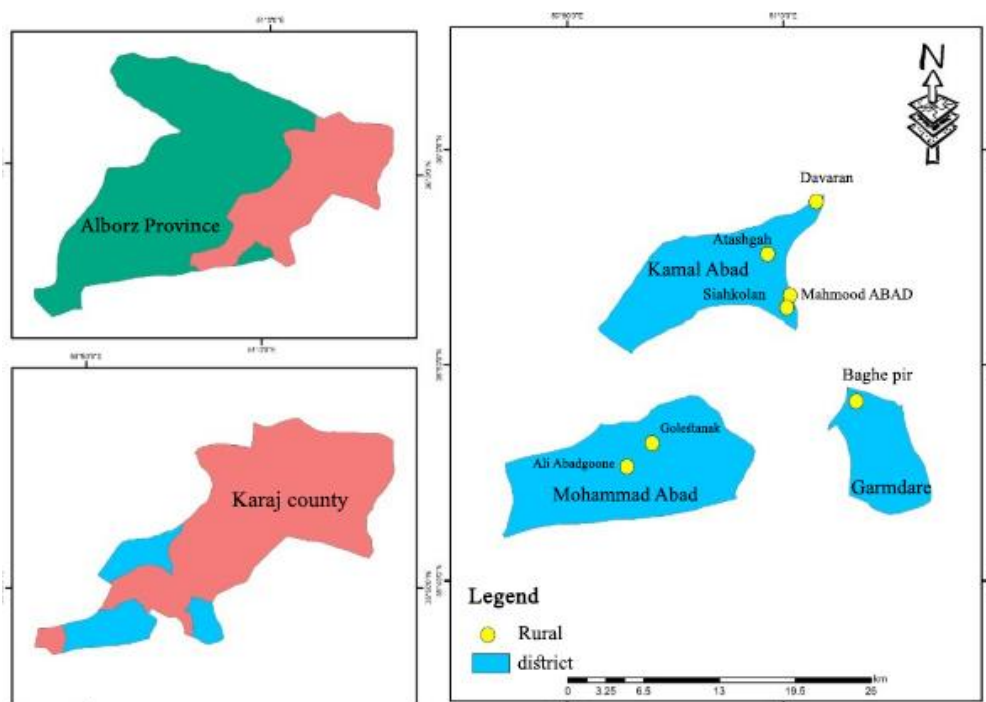 Alborz Province
Karaj county
N
Davaran
Atashgah
Kamal Abad
Siahkolan
Mahmood ABAD
Baghe pir
Golestanak
Ali Abadgoone
Mohammad Abad
Garmdare
Legend
Rural
district
km
0 3.25 6.5 13 19.5 26